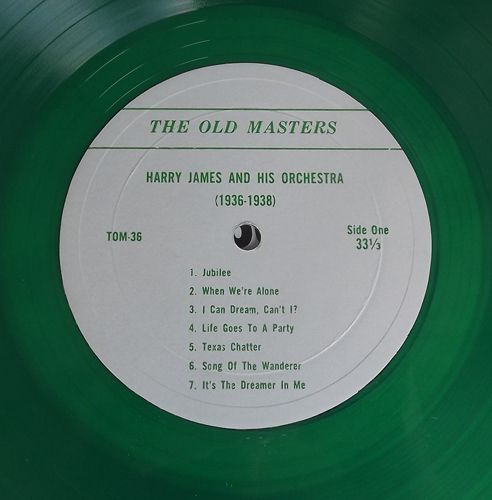 THE OLD MASTERS
HARRY JAMES AND HIS ORCHESTRA
(1936-1938)
TOM-36
Side One
33⅓
1. Jubilee
2. When We're Alone
3. I Can Dream, Can't I?
4. Life Goes To A Party
5. Texas Chatter
6. Song Of The Wanderer
7. It's The Dreamer In Me